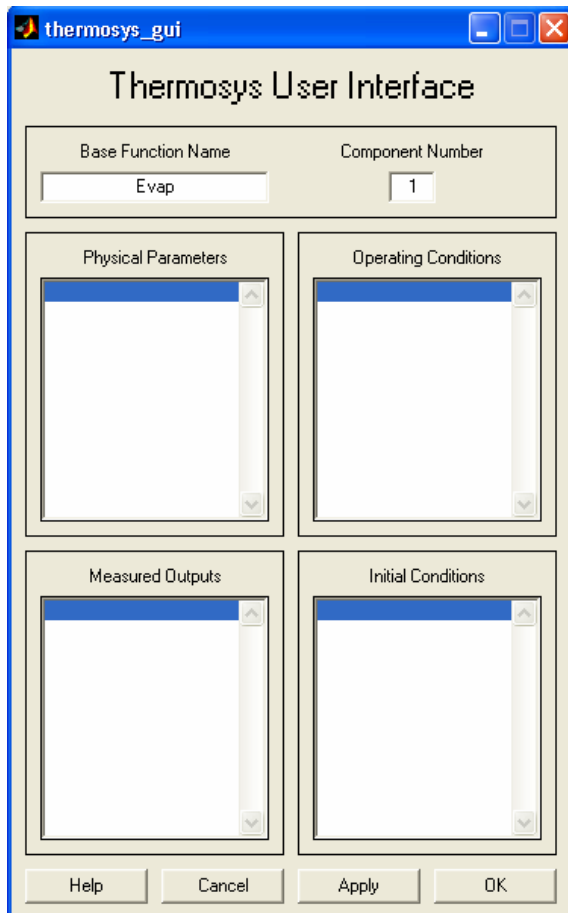 thermosys_gui
Thermosys User Interface
Base Function Name
Component Number
Evap
1
Physical Parameters
Operating Conditions
Measured Outputs
Initial Conditions
Help
Cancel
Apply
OK